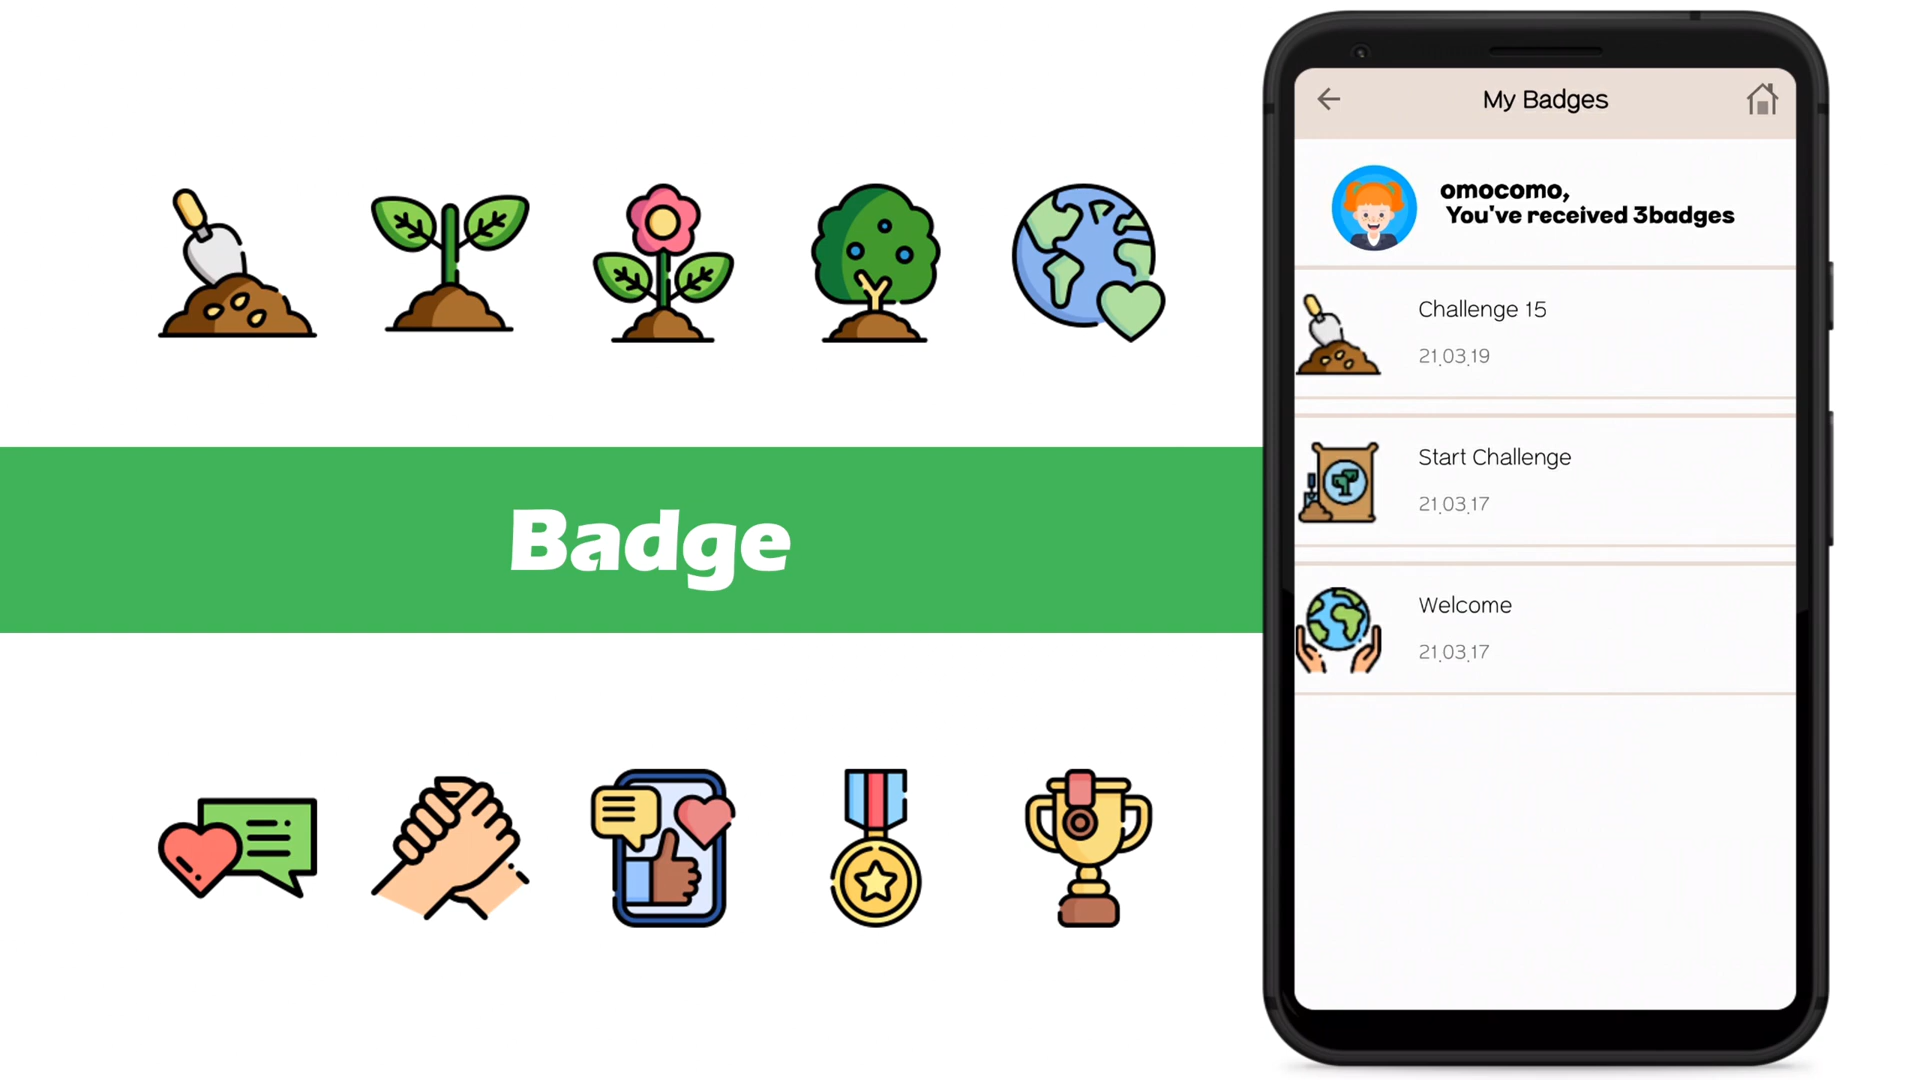 Badge
My Badges
omocomo,
You've received 3badges
Challenge 15
21.03.19
Start Challenge
21.03.17
Welcome
21.03.17